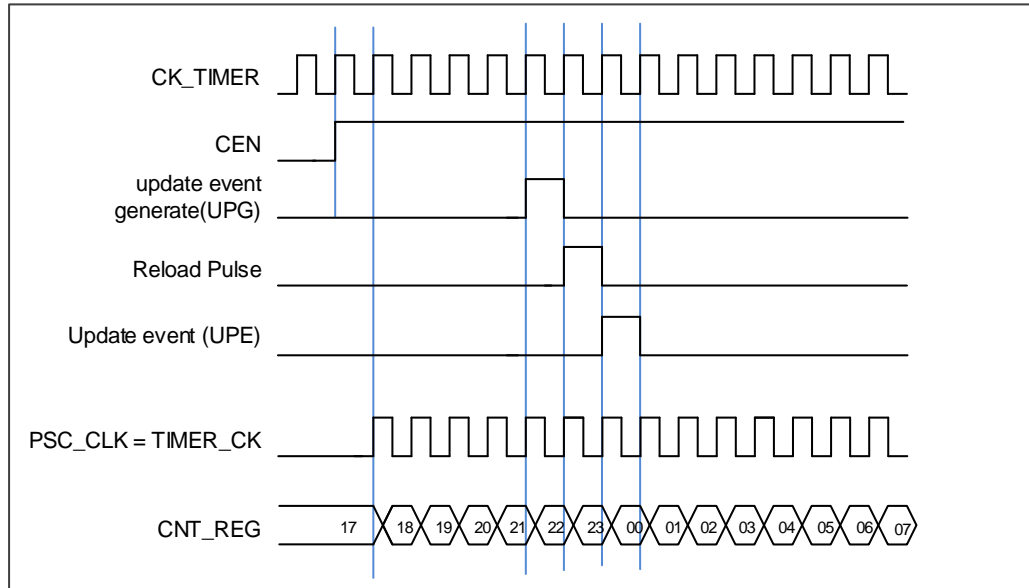 CK_TIMER
CEN
update event
generate(UPG)
Reload Pulse
Update event (UPE)
PSC_CLK = TIMER_CK
CNT_REG 17 18 19 20 21 22 23 00 01 02 03 04 05 06 07